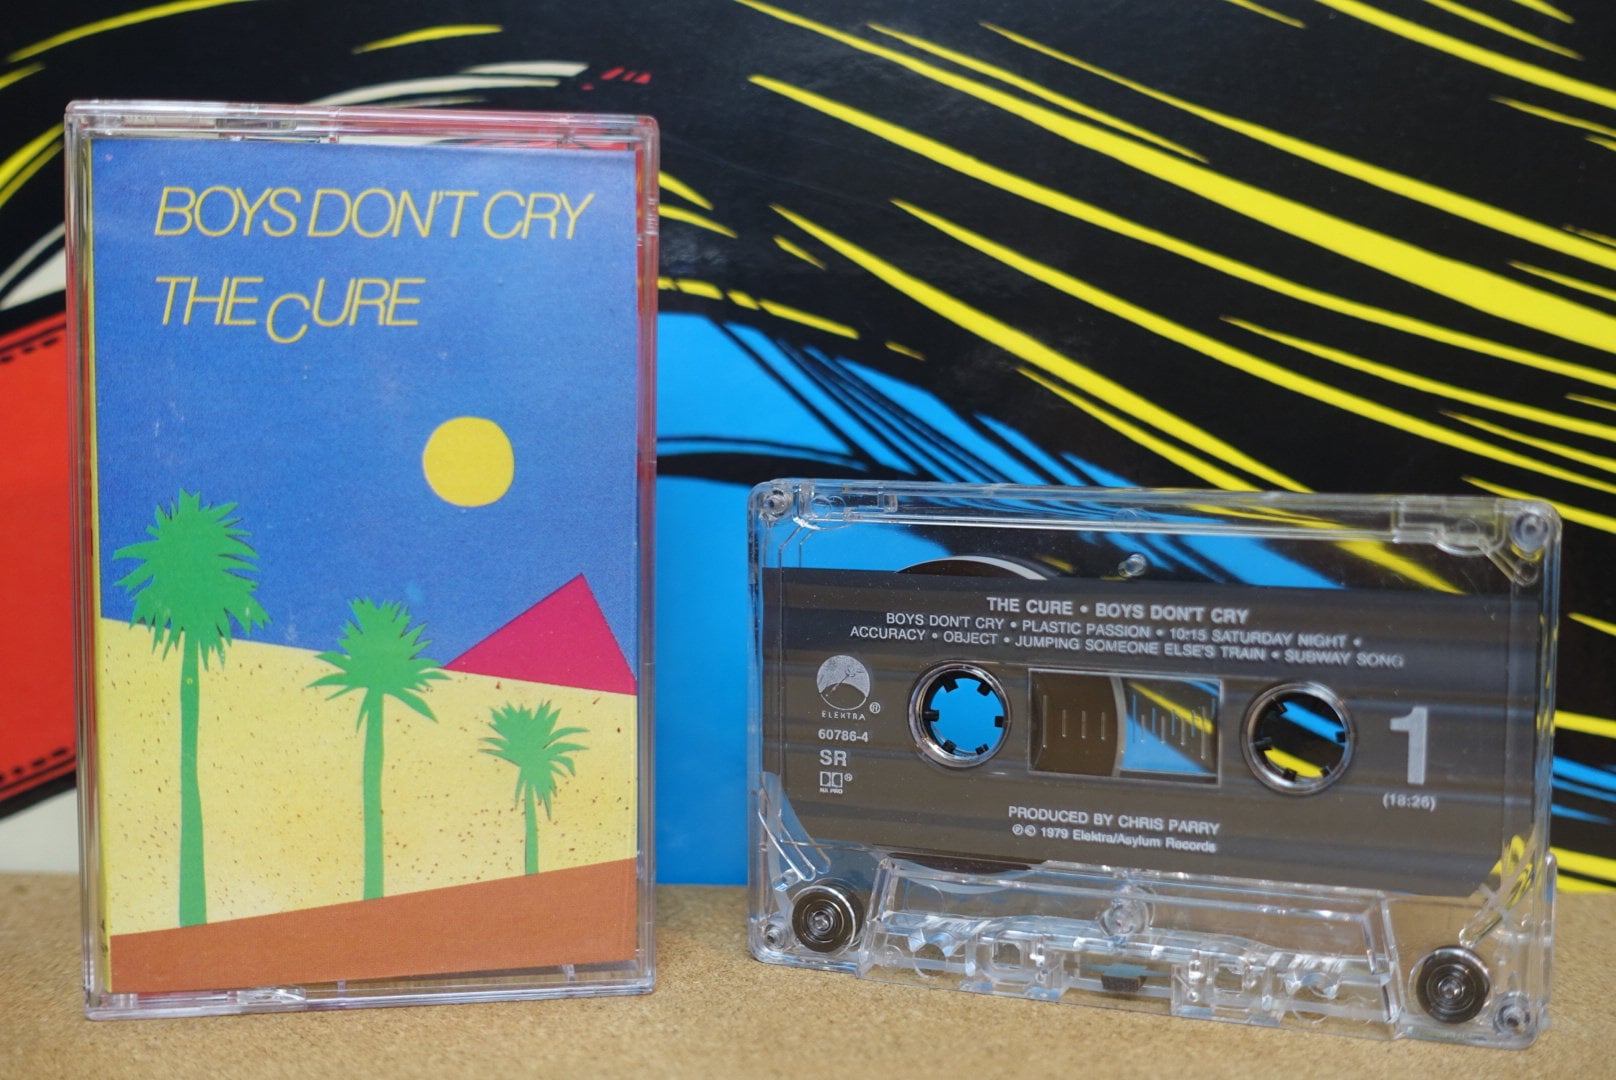 BOYS DON'T CRY
THE CURE
THE CURE • BOYS DON'T CRY
BOYS DON'T CRY • PLASTIC PASSION • 10:15 SATURDAY NIGHT •
ACCURACY • OBJECT • JUMPING SOMEONE ELSE'S TRAIN • SUBWAY SONG
ELEKTRA ®
60786-4
SR
®
HX PRO
1
(18:26)
PRODUCED BY CHRIS PARRY
℗© 1979 Elektra/Asylum Records